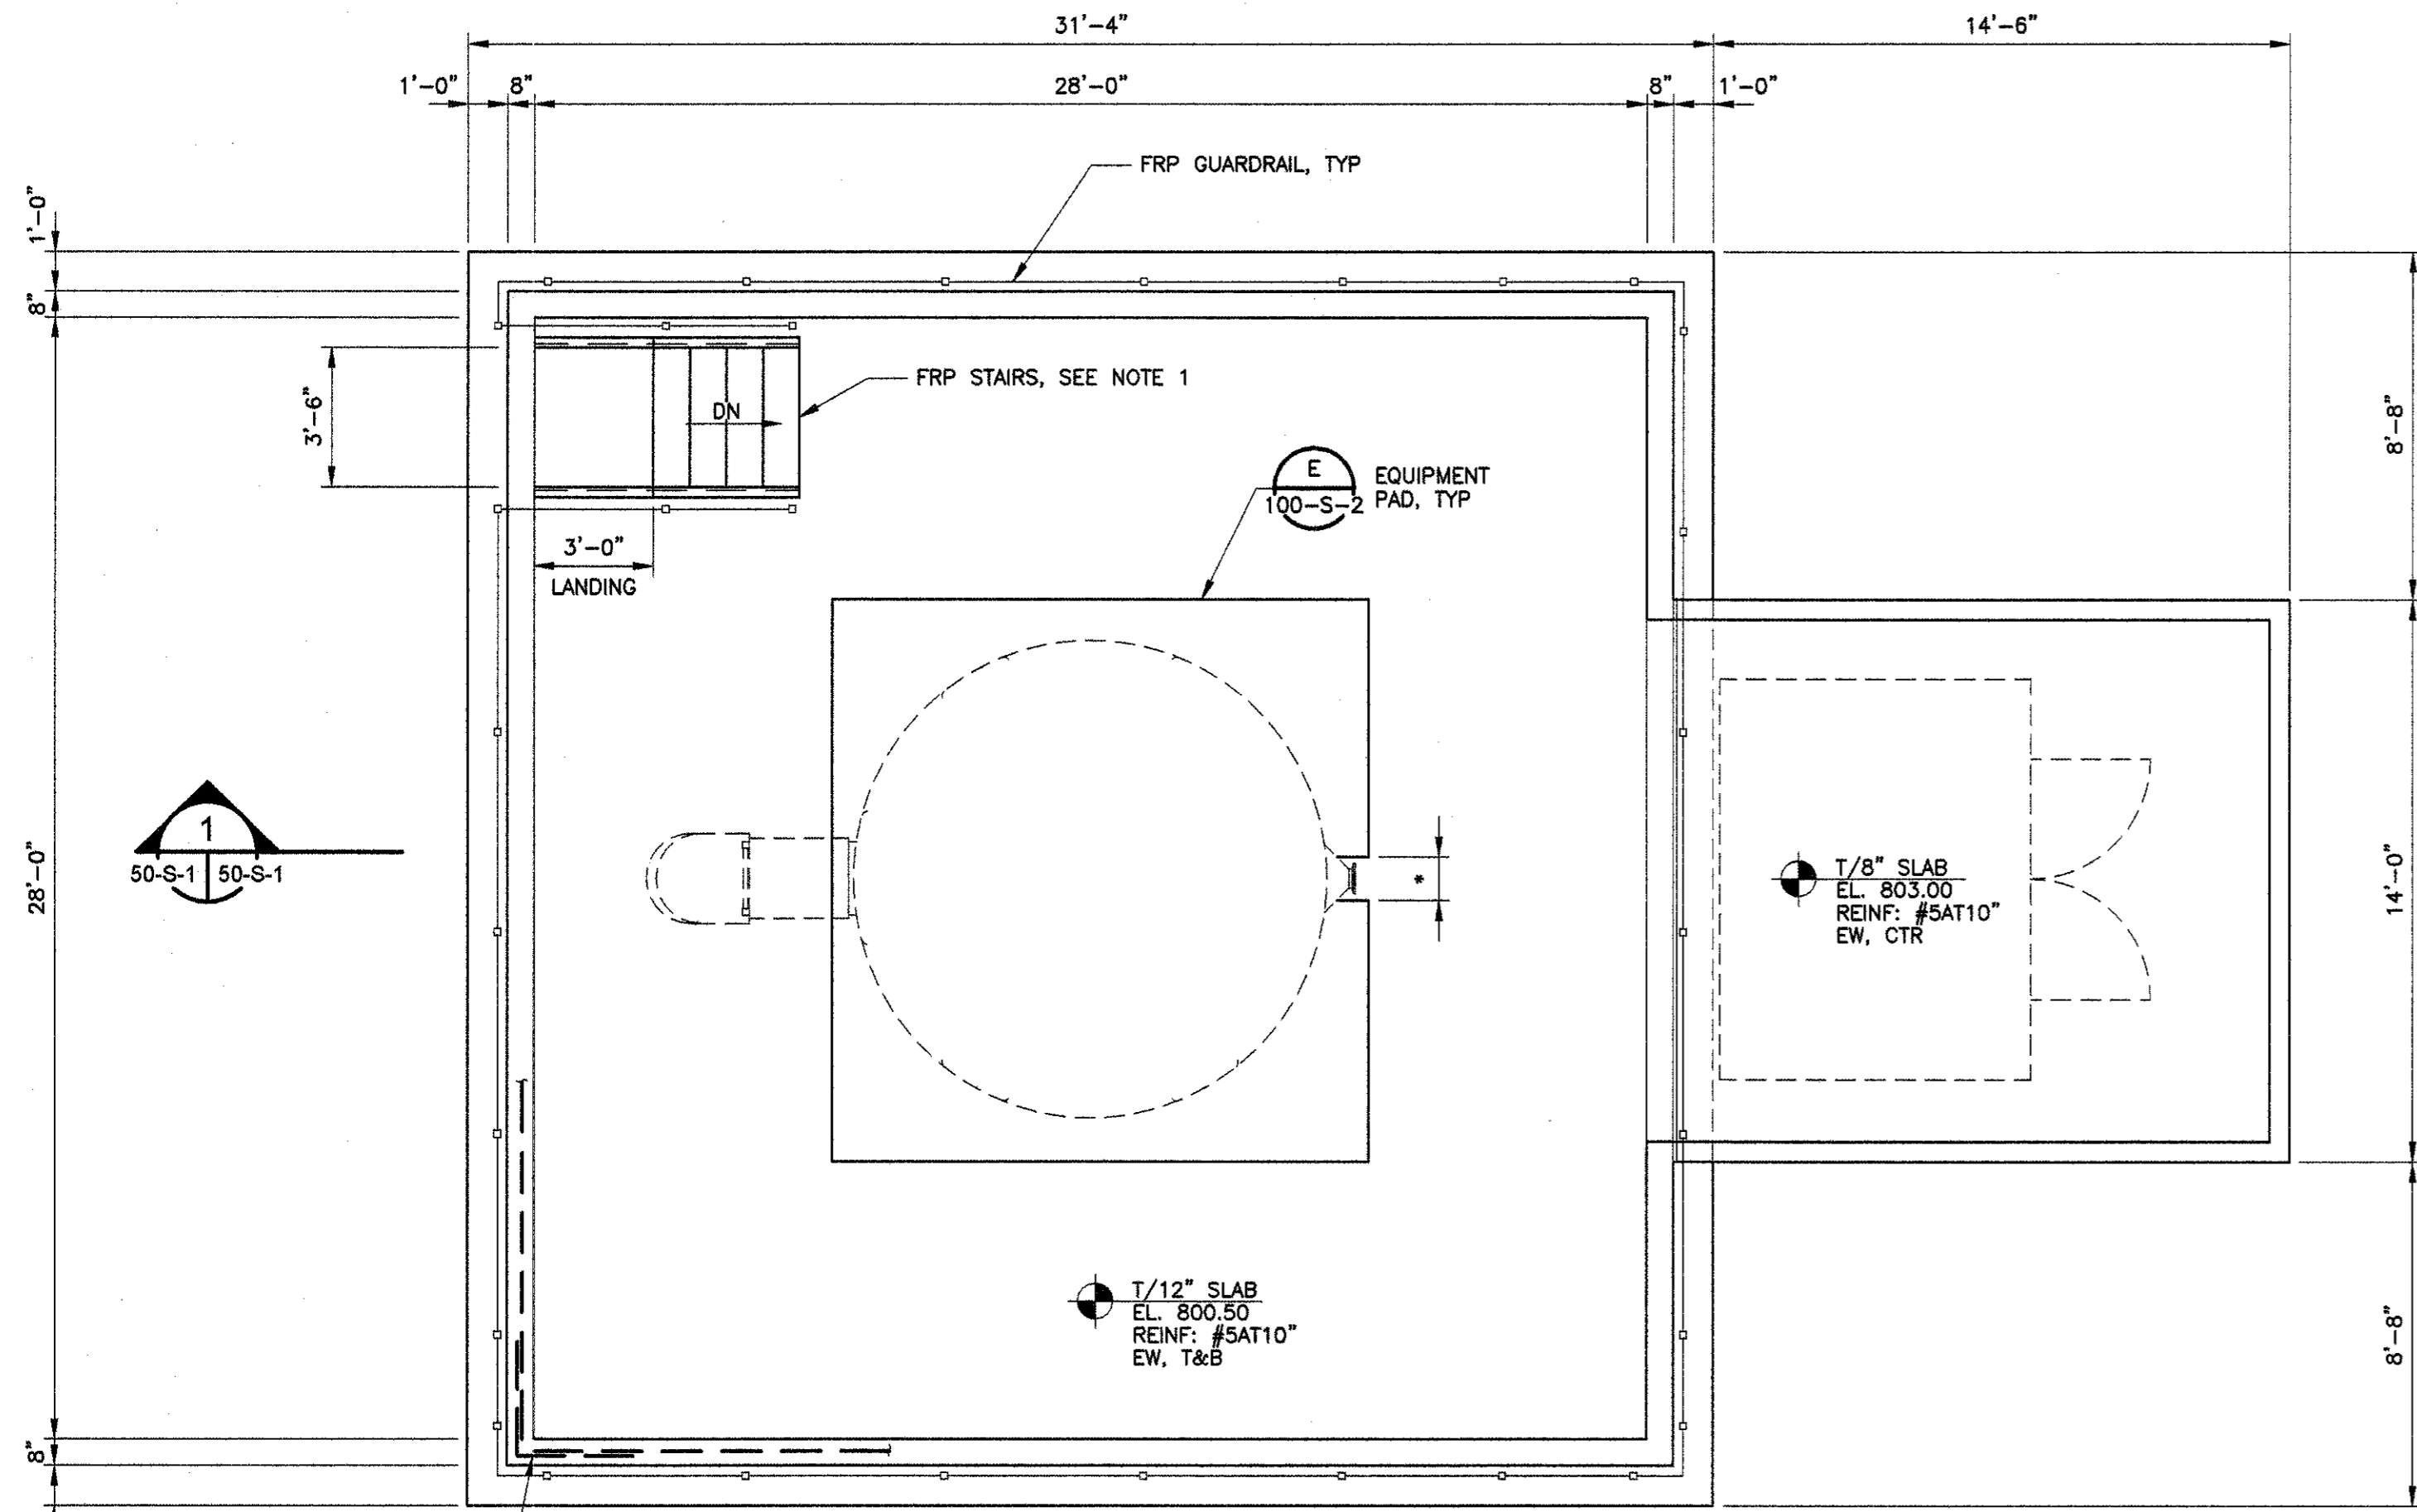 31'-4"
14'-6"
1'-0"
8"
28'-0"
8"
1'-0"
FRP GUARDRAIL, TYP
1'-0"
8"
FRP STAIRS, SEE NOTE 1
DN
3'-6"
8'-8"
E
100-S-2
EQUIPMENT
PAD, TYP
3'-0"
LANDING
1
50-S-1
50-S-1
28'-0"
*
T/8" SLAB
EL. 803.00
REINF: #5AT10"
EW, CTR
14'-0"
T/12" SLAB
EL. 800.50
REINF: #5AT10"
EW, T&B
8'-8"
8"